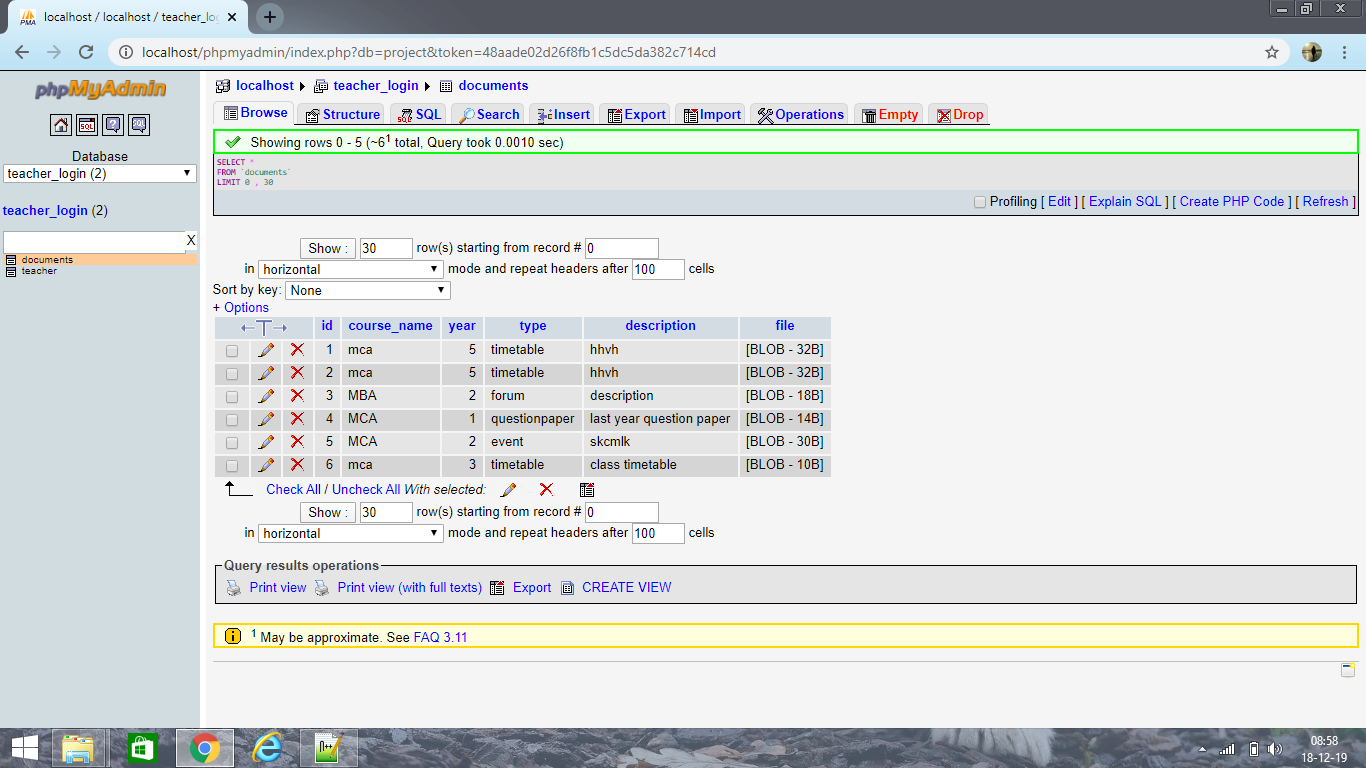 localhost / localhost / teacher_lo
localhost/phpmyadmin/index.php?db=project&token=48aade02d26f8fb1c5dc5da382c714cd
phpMyAdmin
Database
teacher_login (2)
teacher_login (2)
X
documents
teacher
localhost teacher_login documents
Browse Structure SQL Search Insert Export Import Operations Empty Drop
Showing rows 0 - 5 (~6¹ total, Query took 0.0010 sec)
SELECT *
FROM `documents`
LIMIT 0 , 30
Profiling [ Edit ] [ Explain SQL ] [ Create PHP Code ] [ Refresh ]
Show : 30 row(s) starting from record # 0
in horizontal mode and repeat headers after 100 cells
Sort by key: None
+ Options
←T→ id course_name year type description file
1 mca 5 timetable hhvh [BLOB - 32B]
2 mca 5 timetable hhvh [BLOB - 32B]
3 MBA 2 forum description [BLOB - 18B]
4 MCA 1 questionpaper last year question paper [BLOB - 14B]
5 MCA 2 event skcmlk [BLOB - 30B]
6 mca 3 timetable class timetable [BLOB - 10B]
Check All / Uncheck All With selected:
Show : 30 row(s) starting from record # 0
in horizontal mode and repeat headers after 100 cells
Query results operations
Print view Print view (with full texts) Export CREATE VIEW
¹ May be approximate. See FAQ 3.11
08:58
18-12-19